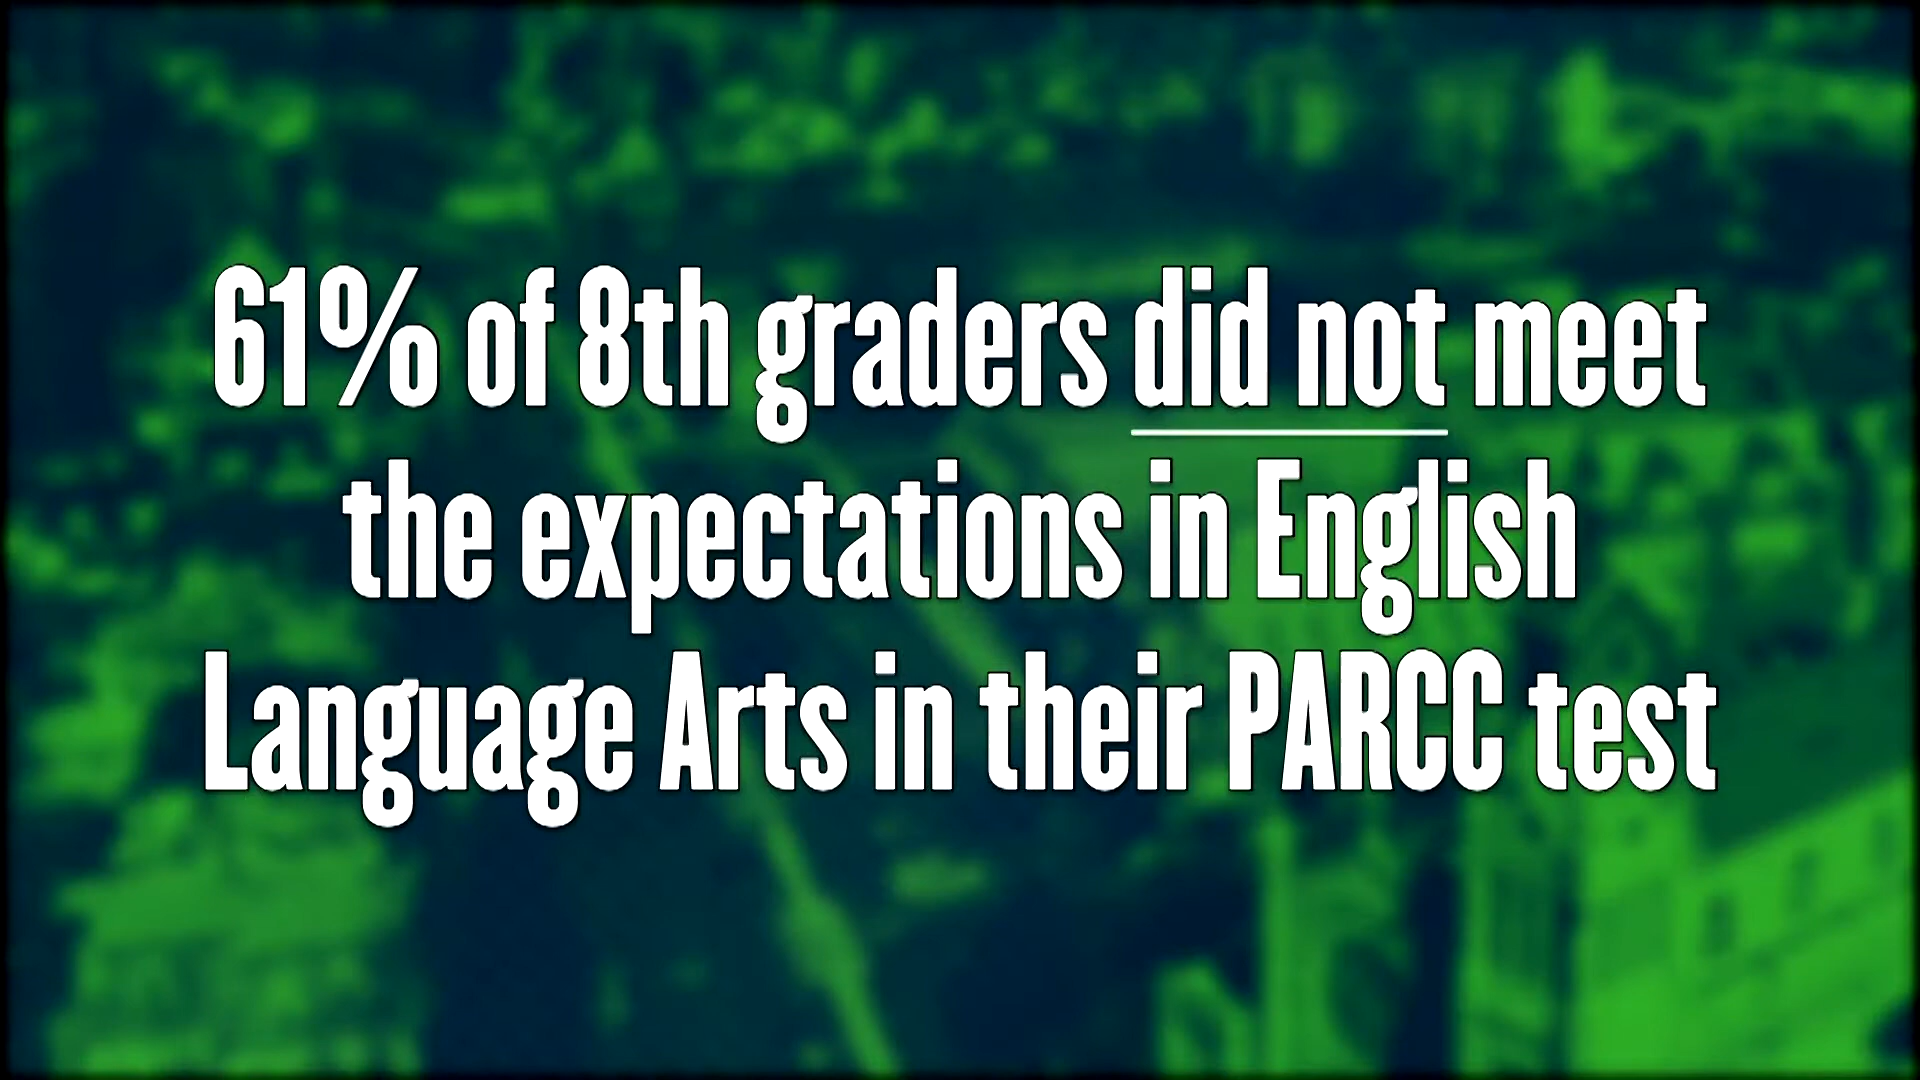 61% of 8th graders did not meet
the expectations in English
Language Arts in their PARCC test